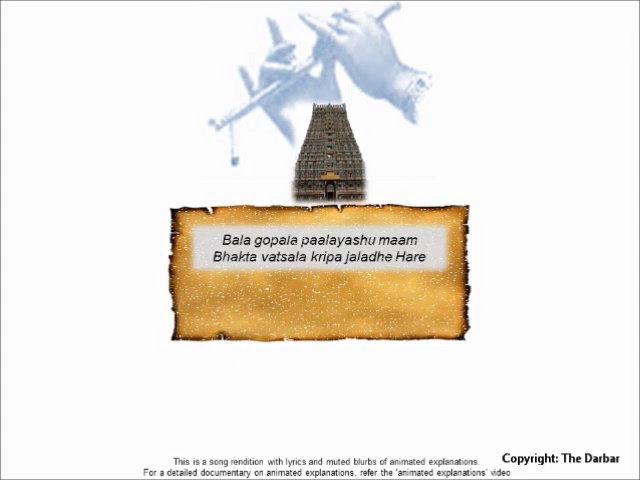 Bala gopala paalayashu maam
Bhakta vatsala kripa jaladhe Hare
This is a song rendition with lyrics and muted blurbs of animated explanations.
For a detailed documentary on animated explanations, refer the 'animated explanations' video
Copyright: The Darbar